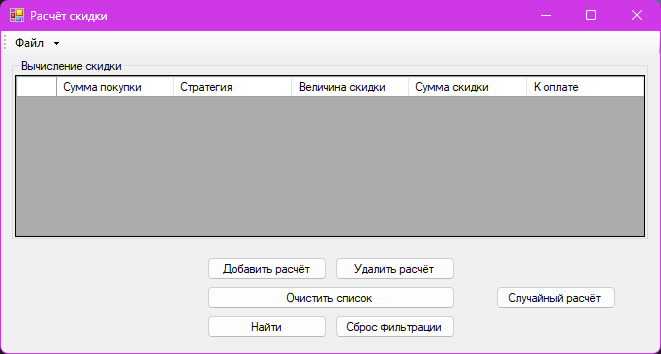 Расчёт скидки
Файл
Вычисление скидки
Сумма покупки Стратегия Величина скидки Сумма скидки К оплате
Добавить расчёт Удалить расчёт
Очистить список Случайный расчёт
Найти Сброс фильтрации